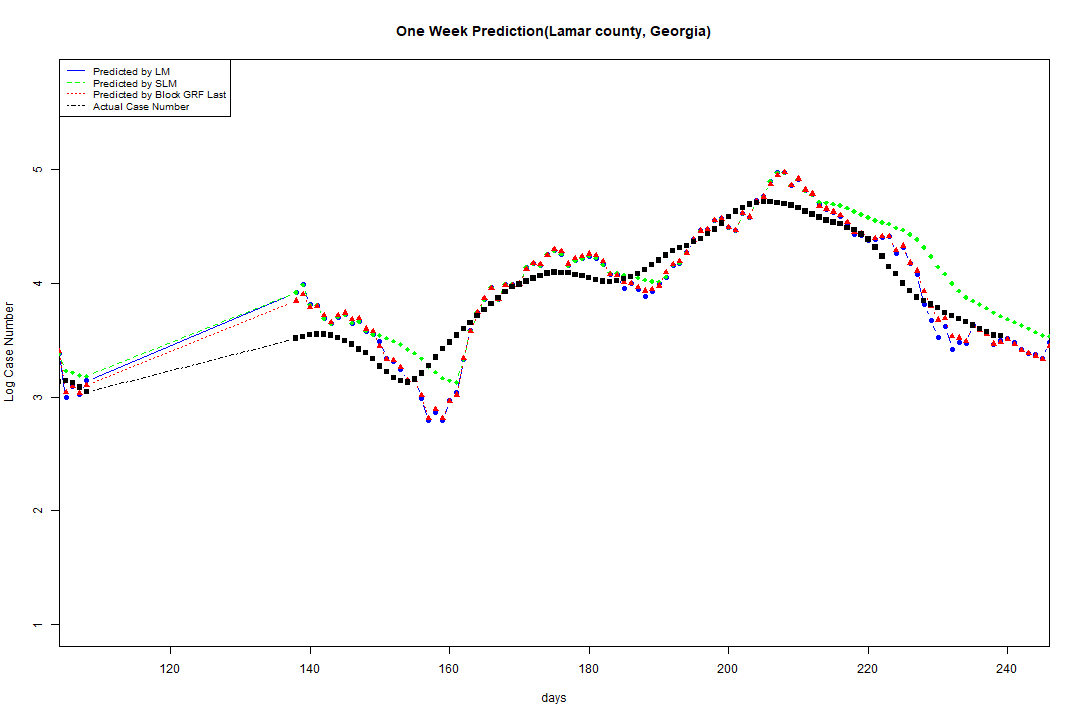 One Week Prediction(Lamar county, Georgia)
Predicted by LM
Predicted by SLM
Predicted by Block GRF Last
Actual Case Number
5
4
3
2
1
Log Case Number
120 140 160 180 200 220 240
days